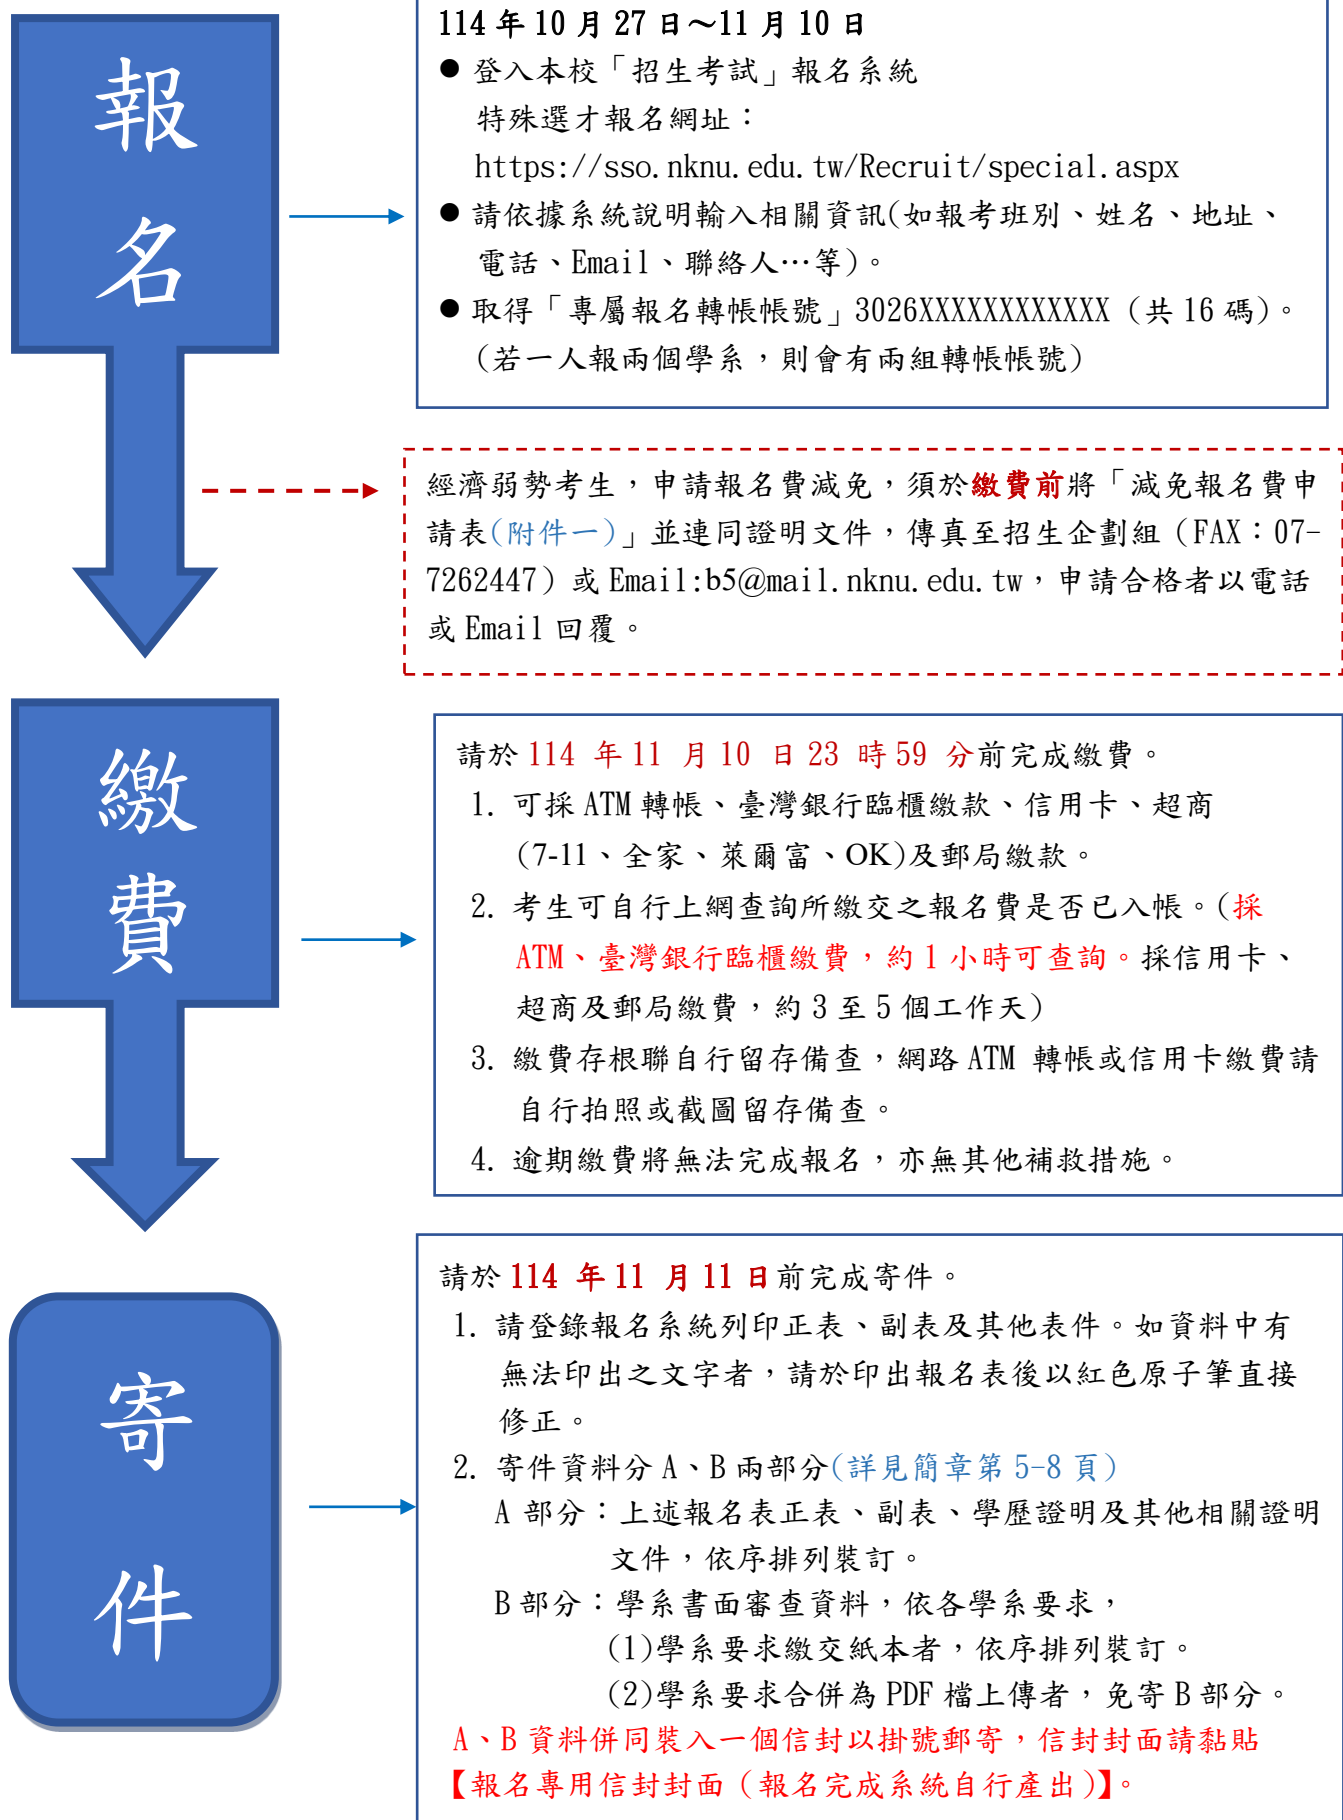 報
名
114 年 10 月 27 日～11 月 10 日
● 登入本校「招生考試」報名系統
特殊選才報名網址：
https://sso.nknu.edu.tw/Recruit/special.aspx
● 請依據系統說明輸入相關資訊(如報考班別、姓名、地址、
電話、Email、聯絡人…等)。
● 取得「專屬報名轉帳帳號」3026XXXXXXXXXXXX (共 16 碼)。
(若一人報兩個學系，則會有兩組轉帳帳號)
經濟弱勢考生，申請報名費減免，須於繳費前將「減免報名費申
請表(附件一)」並連同證明文件，傳真至招生企劃組（FAX：07-
7262447）或 Email:b5@mail.nknu.edu.tw，申請合格者以電話
或 Email 回覆。
繳
費
請於 114 年 11 月 10 日 23 時 59 分前完成繳費。
1. 可採 ATM 轉帳、臺灣銀行臨櫃繳款、信用卡、超商
(7-11、全家、萊爾富、OK)及郵局繳款。
2. 考生可自行上網查詢所繳交之報名費是否已入帳。(採
ATM、臺灣銀行臨櫃繳費，約 1 小時可查詢。採信用卡、
超商及郵局繳費，約 3 至 5 個工作天)
3. 繳費存根聯自行留存備查，網路 ATM 轉帳或信用卡繳費請
自行拍照或截圖留存備查。
4. 逾期繳費將無法完成報名，亦無其他補救措施。
寄
件
請於 114 年 11 月 11 日前完成寄件。
1. 請登錄報名系統列印正表、副表及其他表件。如資料中有
無法印出之文字者，請於印出報名表後以紅色原子筆直接
修正。
2. 寄件資料分 A、B 兩部分(詳見簡章第 5-8 頁)
A 部分：上述報名表正表、副表、學歷證明及其他相關證明
文件，依序排列裝訂。
B 部分：學系書面審查資料，依各學系要求，
(1)學系要求繳交紙本者，依序排列裝訂。
(2)學系要求合併為 PDF 檔上傳者，免寄 B 部分。
A、B 資料併同裝入一個信封以掛號郵寄，信封封面請黏貼
【報名專用信封封面（報名完成系統自行產出）】。